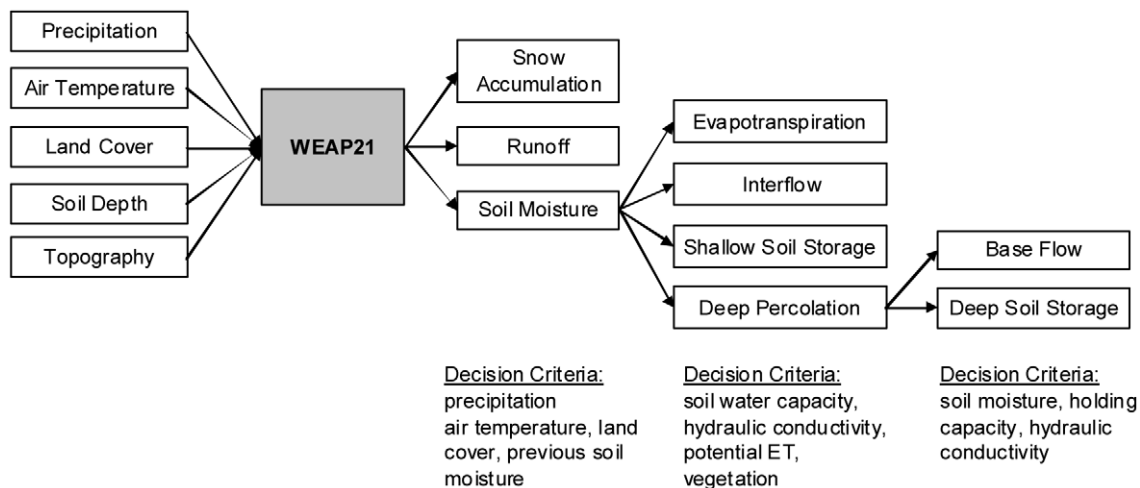 Precipitation
Air Temperature
Land Cover
Soil Depth
Topography
WEAP21
Snow
Accumulation
Runoff
Soil Moisture
Evapotranspiration
Interflow
Shallow Soil Storage
Deep Percolation
Base Flow
Deep Soil Storage
Decision Criteria:
precipitation
air temperature, land
cover, previous soil
moisture
Decision Criteria:
soil water capacity,
hydraulic conductivity,
potential ET,
vegetation
Decision Criteria:
soil moisture, holding
capacity, hydraulic
conductivity